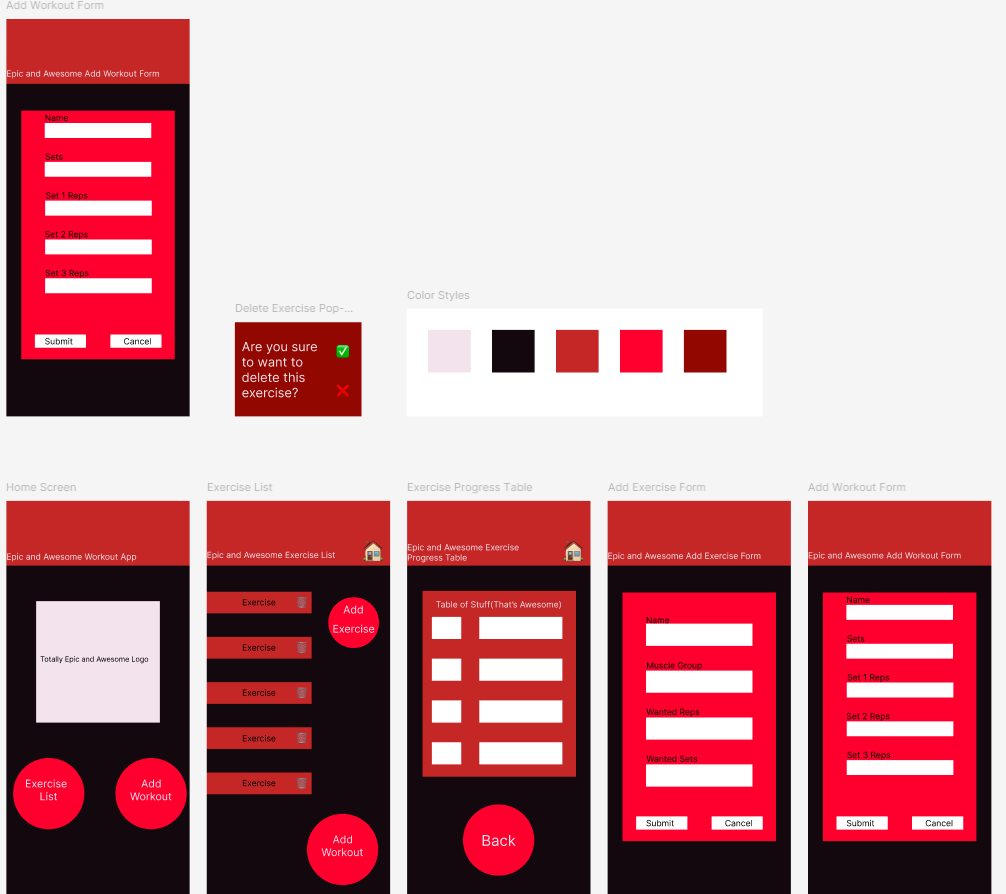 Add Workout Form
Epic and Awesome Add Workout Form
Name
Sets
Set 1 Reps
Set 2 Reps
Set 3 Reps
Submit
Cancel
Delete Exercise Pop-...
Are you sure
to want to
delete this
exercise?
Color Styles
Home Screen
Epic and Awesome Workout App
Totally Epic and Awesome Logo
Exercise
List
Add
Workout
Exercise List
Epic and Awesome Exercise List
Exercise
Exercise
Exercise
Exercise
Exercise
Add
Exercise
Add
Workout
Exercise Progress Table
Epic and Awesome Exercise
Progress Table
Table of Stuff(That's Awesome)
Back
Add Exercise Form
Epic and Awesome Add Exercise Form
Name
Muscle Group
Wanted Reps
Wanted Sets
Submit
Cancel
Add Workout Form
Epic and Awesome Add Workout Form
Name
Sets
Set 1 Reps
Set 2 Reps
Set 3 Reps
Submit
Cancel